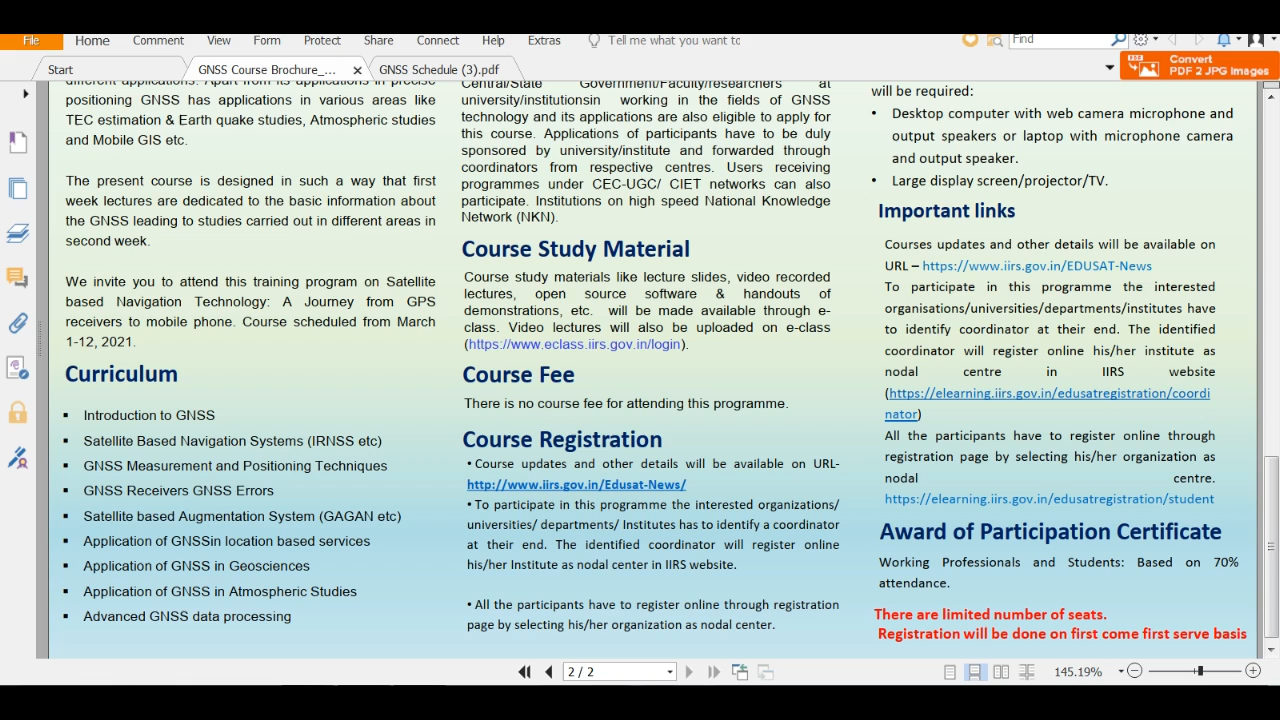 File Home Comment View Form Protect Share Connect Help Extras Tell me what you want to Find
Start GNSS Course Brochure_... GNSS Schedule (3).pdf
Convert
PDF 2 JPG Images
different applications. Apart from its applications in precise
positioning GNSS has applications in various areas like
TEC estimation & Earth quake studies, Atmospheric studies
and Mobile GIS etc.
The present course is designed in such a way that first
week lectures are dedicated to the basic information about
the GNSS leading to studies carried out in different areas in
second week.
We invite you to attend this training program on Satellite
based Navigation Technology: A Journey from GPS
receivers to mobile phone. Course scheduled from March
1-12, 2021.
Curriculum
▪ Introduction to GNSS
▪ Satellite Based Navigation Systems (IRNSS etc)
▪ GNSS Measurement and Positioning Techniques
▪ GNSS Receivers GNSS Errors
▪ Satellite based Augmentation System (GAGAN etc)
▪ Application of GNSSin location based services
▪ Application of GNSS in Geosciences
▪ Application of GNSS in Atmospheric Studies
▪ Advanced GNSS data processing
Central/State Government/Faculty/researchers at
university/institutionsin working in the fields of GNSS
technology and its applications are also eligible to apply for
this course. Applications of participants have to be duly
sponsored by university/institute and forwarded through
coordinators from respective centres. Users receiving
programmes under CEC-UGC/ CIET networks can also
participate. Institutions on high speed National Knowledge
Network (NKN).
Course Study Material
Course study materials like lecture slides, video recorded
lectures, open source software & handouts of
demonstrations, etc. will be made available through e-
class. Video lectures will also be uploaded on e-class
(https://www.eclass.iirs.gov.in/login).
Course Fee
There is no course fee for attending this programme.
Course Registration
• Course updates and other details will be available on URL-
http://www.iirs.gov.in/Edusat-News/
• To participate in this programme the interested organizations/
universities/ departments/ Institutes has to identify a coordinator
at their end. The identified coordinator will register online
his/her Institute as nodal center in IIRS website.
• All the participants have to register online through registration
page by selecting his/her organization as nodal center.
will be required:
• Desktop computer with web camera microphone and
output speakers or laptop with microphone camera
and output speaker.
• Large display screen/projector/TV.
Important links
Courses updates and other details will be available on
URL – https://www.iirs.gov.in/EDUSAT-News
To participate in this programme the interested
organisations/universities/departments/institutes have
to identify coordinator at their end. The identified
coordinator will register online his/her institute as
nodal centre in IIRS website
(https://elearning.iirs.gov.in/edusatregistration/coordi
nator)
All the participants have to register online through
registration page by selecting his/her organization as
nodal centre.
https://elearning.iirs.gov.in/edusatregistration/student
Award of Participation Certificate
Working Professionals and Students: Based on 70%
attendance.
There are limited number of seats.
Registration will be done on first come first serve basis
2 / 2 145.19%